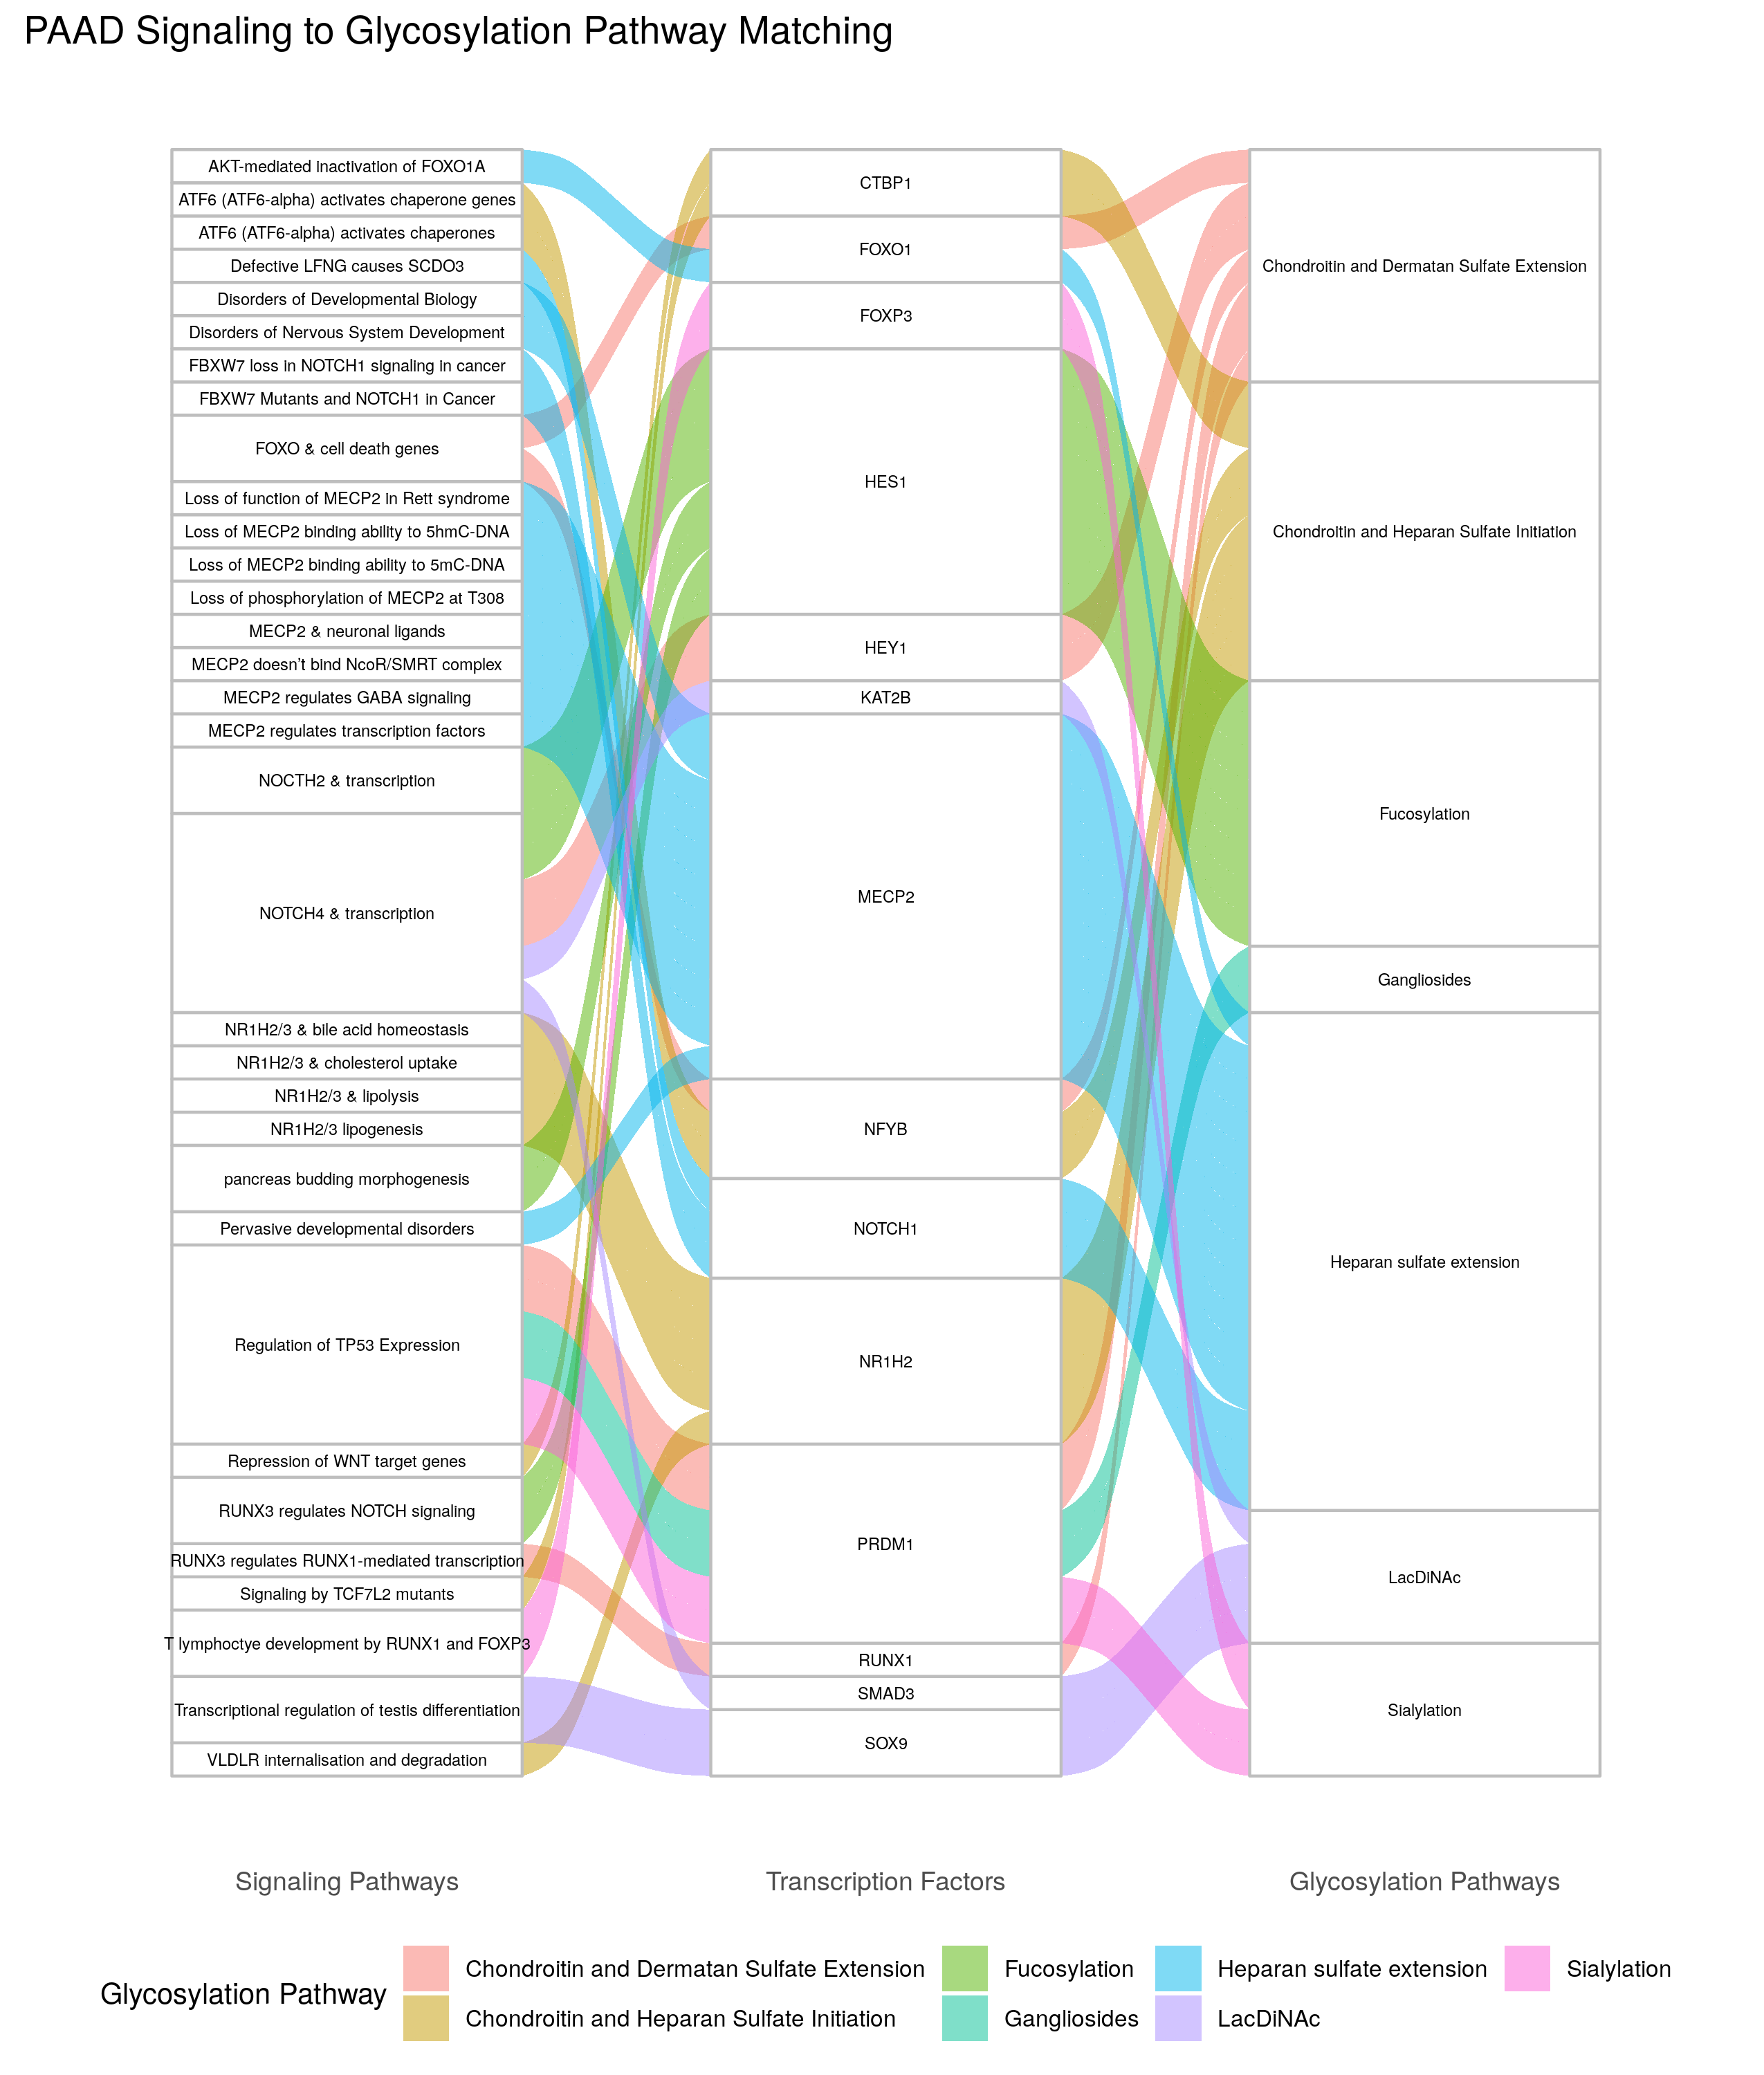 PAAD Signaling to Glycosylation Pathway Matching
AKT-mediated inactivation of FOXO1A
ATF6 (ATF6-alpha) activates chaperone genes
ATF6 (ATF6-alpha) activates chaperones
Defective LFNG causes SCDO3
Disorders of Developmental Biology
Disorders of Nervous System Development
FBXW7 loss in NOTCH1 signaling in cancer
FBXW7 Mutants and NOTCH1 in Cancer
FOXO & cell death genes
Loss of function of MECP2 in Rett syndrome
Loss of MECP2 binding ability to 5hmC-DNA
Loss of MECP2 binding ability to 5mC-DNA
Loss of phosphorylation of MECP2 at T308
MECP2 & neuronal ligands
MECP2 doesn't bind NcoR/SMRT complex
MECP2 regulates GABA signaling
MECP2 regulates transcription factors
NOCTH2 & transcription
NOTCH4 & transcription
NR1H2/3 & bile acid homeostasis
NR1H2/3 & cholesterol uptake
NR1H2/3 & lipolysis
NR1H2/3 lipogenesis
pancreas budding morphogenesis
Pervasive developmental disorders
Regulation of TP53 Expression
Repression of WNT target genes
RUNX3 regulates NOTCH signaling
RUNX3 regulates RUNX1-mediated transcription
Signaling by TCF7L2 mutants
T lymphoctye development by RUNX1 and FOXP3
Transcriptional regulation of testis differentiation
VLDLR internalisation and degradation
CTBP1
FOXO1
FOXP3
HES1
HEY1
KAT2B
MECP2
NFYB
NOTCH1
NR1H2
PRDM1
RUNX1
SMAD3
SOX9
Chondroitin and Dermatan Sulfate Extension
Chondroitin and Heparan Sulfate Initiation
Fucosylation
Gangliosides
Heparan sulfate extension
LacDiNAc
Sialylation
Signaling Pathways
Transcription Factors
Glycosylation Pathways
Glycosylation Pathway
Chondroitin and Dermatan Sulfate Extension
Chondroitin and Heparan Sulfate Initiation
Fucosylation
Gangliosides
Heparan sulfate extension
LacDiNAc
Sialylation